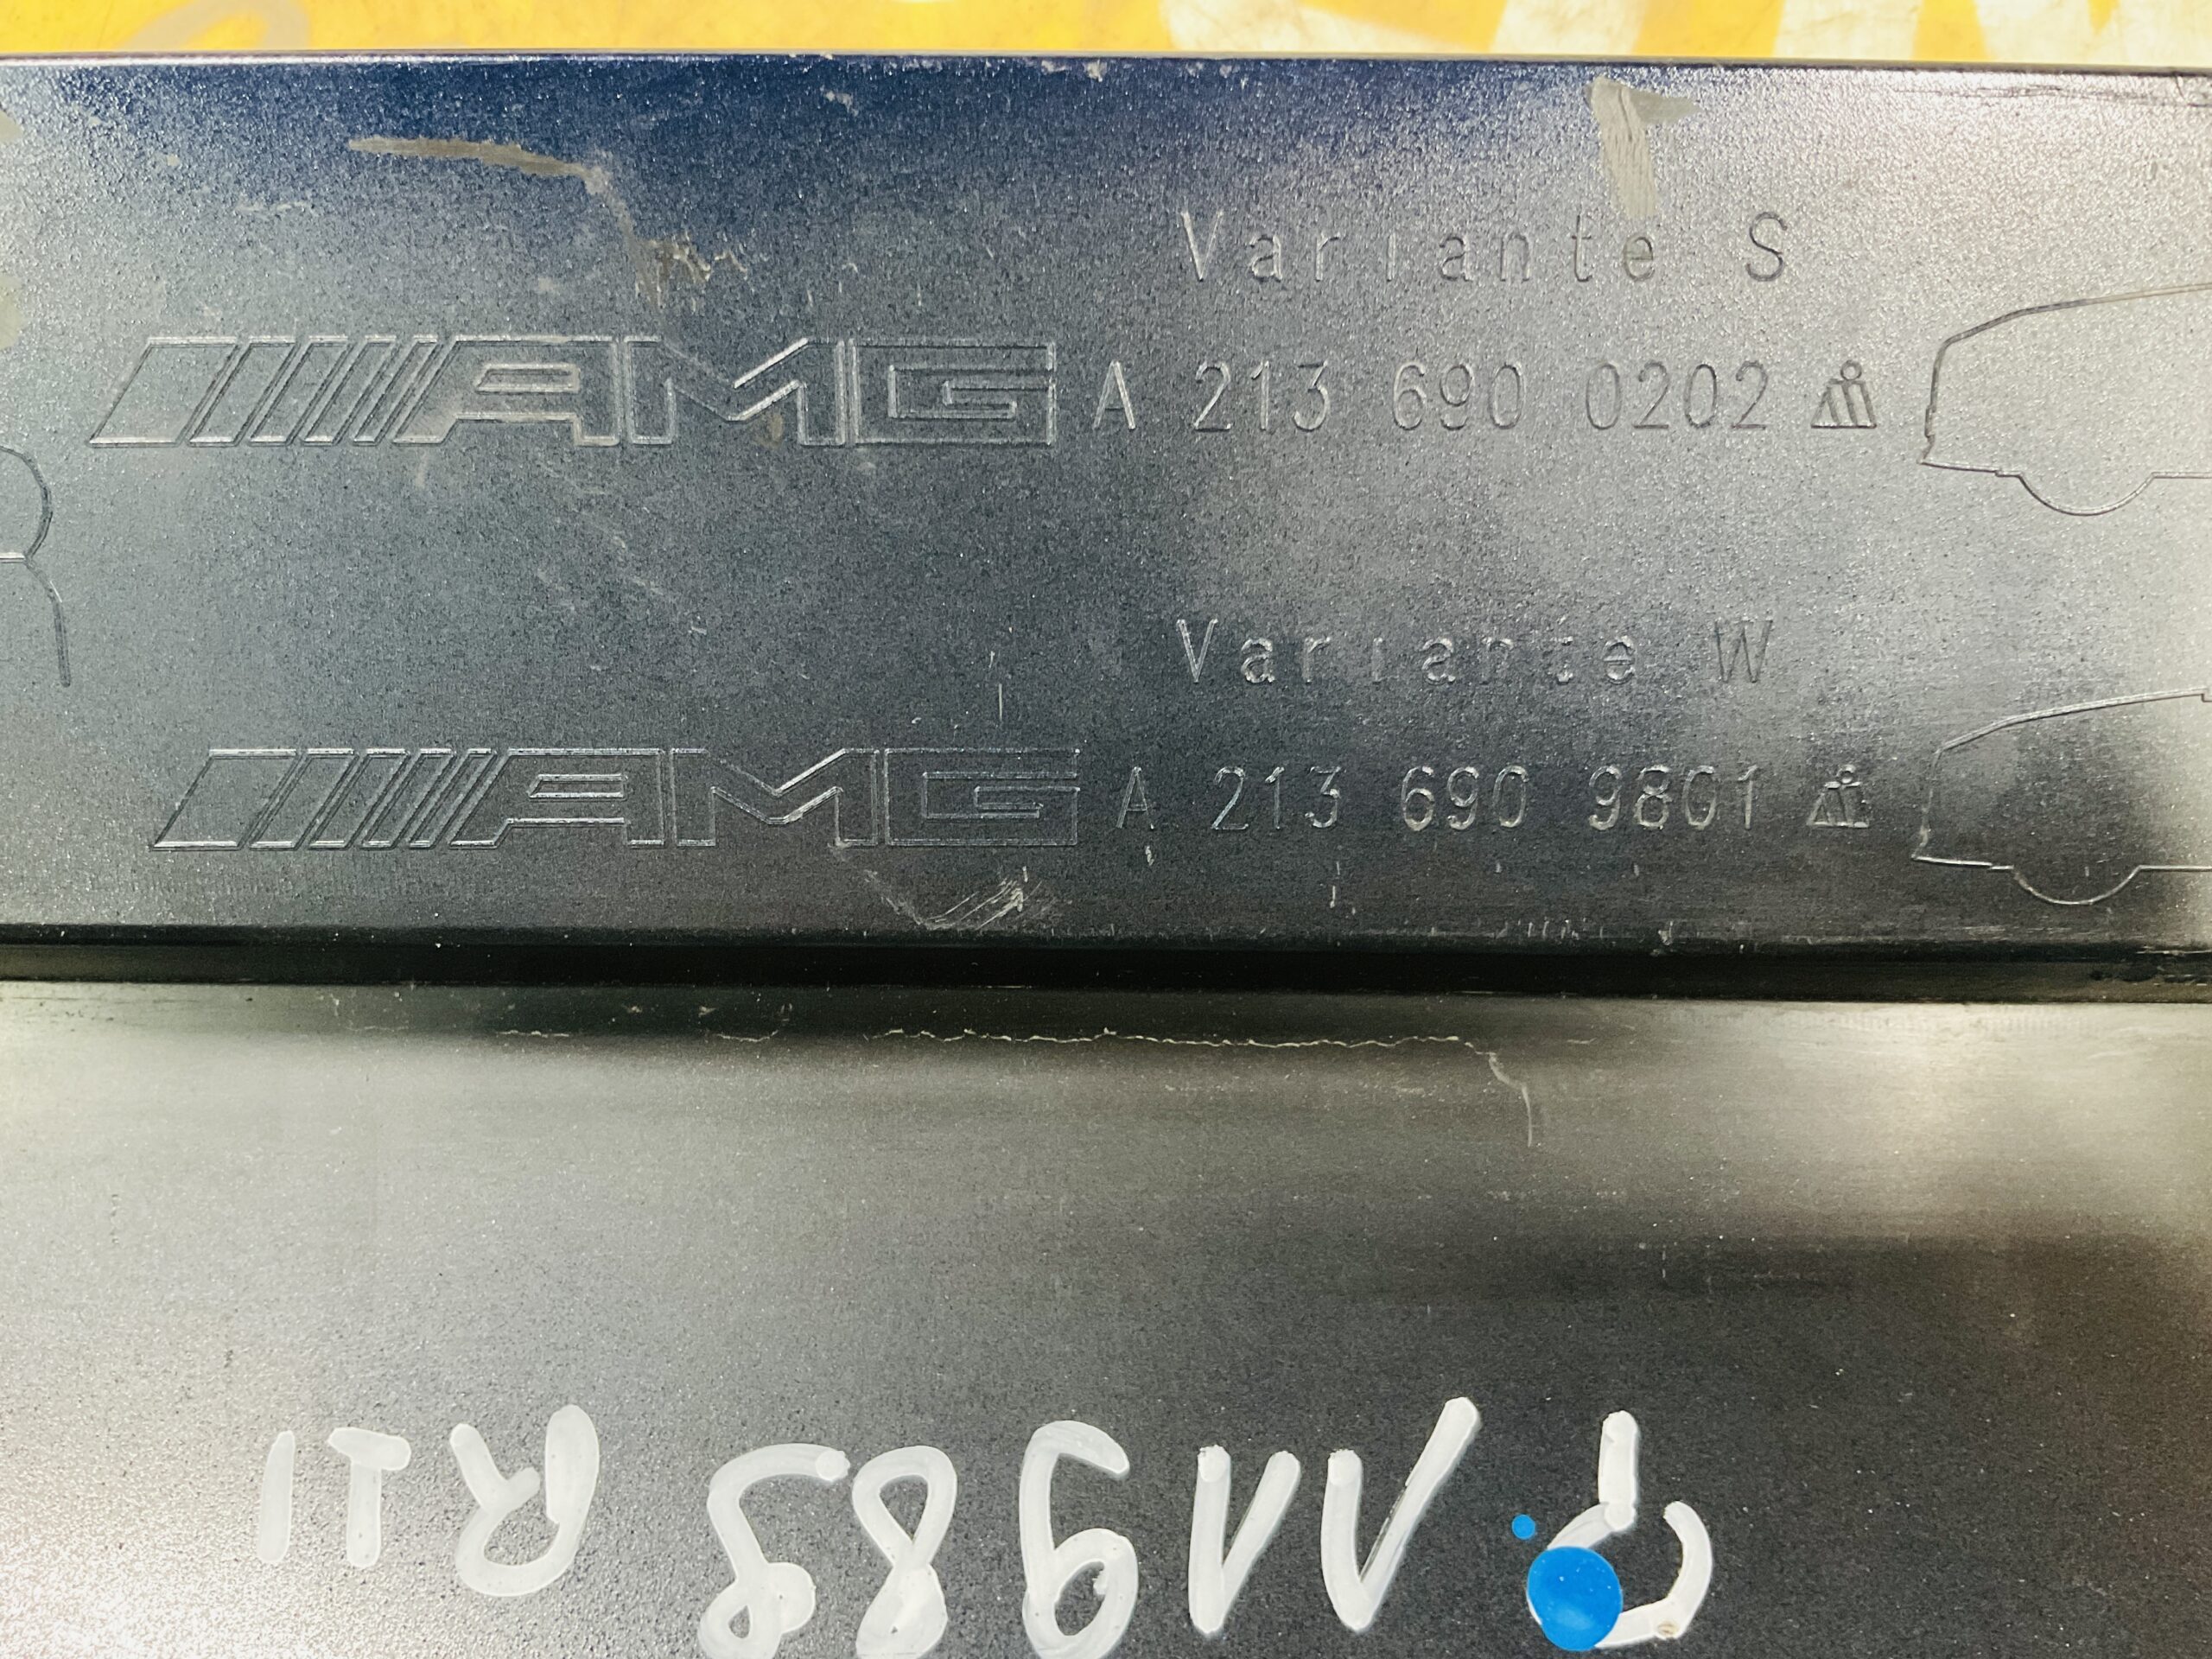 Variante S
AMG A 213 690 0202
Variante W
AMG A 213 690 9801